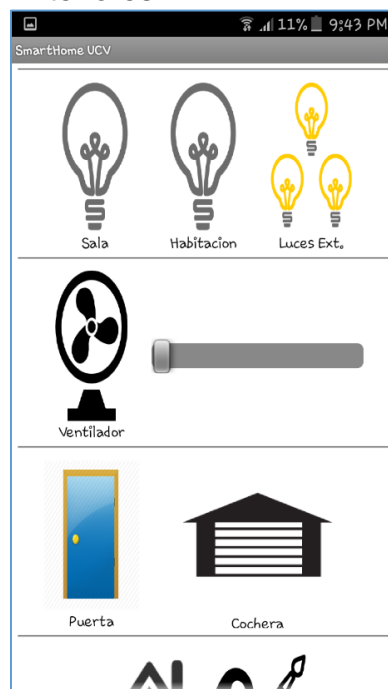 11% 9:43 PM
SmartHome UCV
Sala Habitacion Luces Ext.
Ventilador
Puerta Cochera